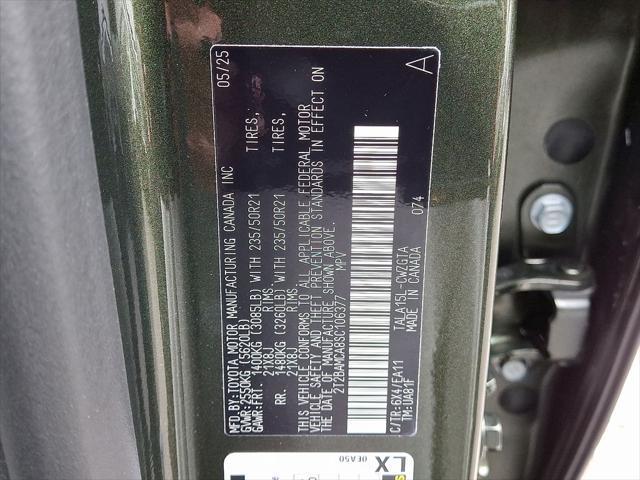 MFD.BY:TOYOTA MOTOR MANUFACTURING CANADA INC 05/25
GVWR:2550KG(5620LB)
GAWR:FRT. 1400KG (3085LB) WITH 235/50R21 TIRES,
21X8J RIMS
RR. 1480KG (3260LB) WITH 235/50R21 TIRES,
21X8J RIMS
THIS VEHICLE CONFORMS TO ALL APPLICABLE FEDERAL MOTOR
VEHICLE SAFETY AND THEFT PREVENTION STANDARDS IN EFFECT ON
THE DATE OF MANUFACTURE SHOWN ABOVE.
2T2BAMCA8SC106377 MPV
C/TR:6X4/EA11 TALA15L-CWZGTA 074 A
TM:UA81F MADE IN CANADA
LX
0EA50